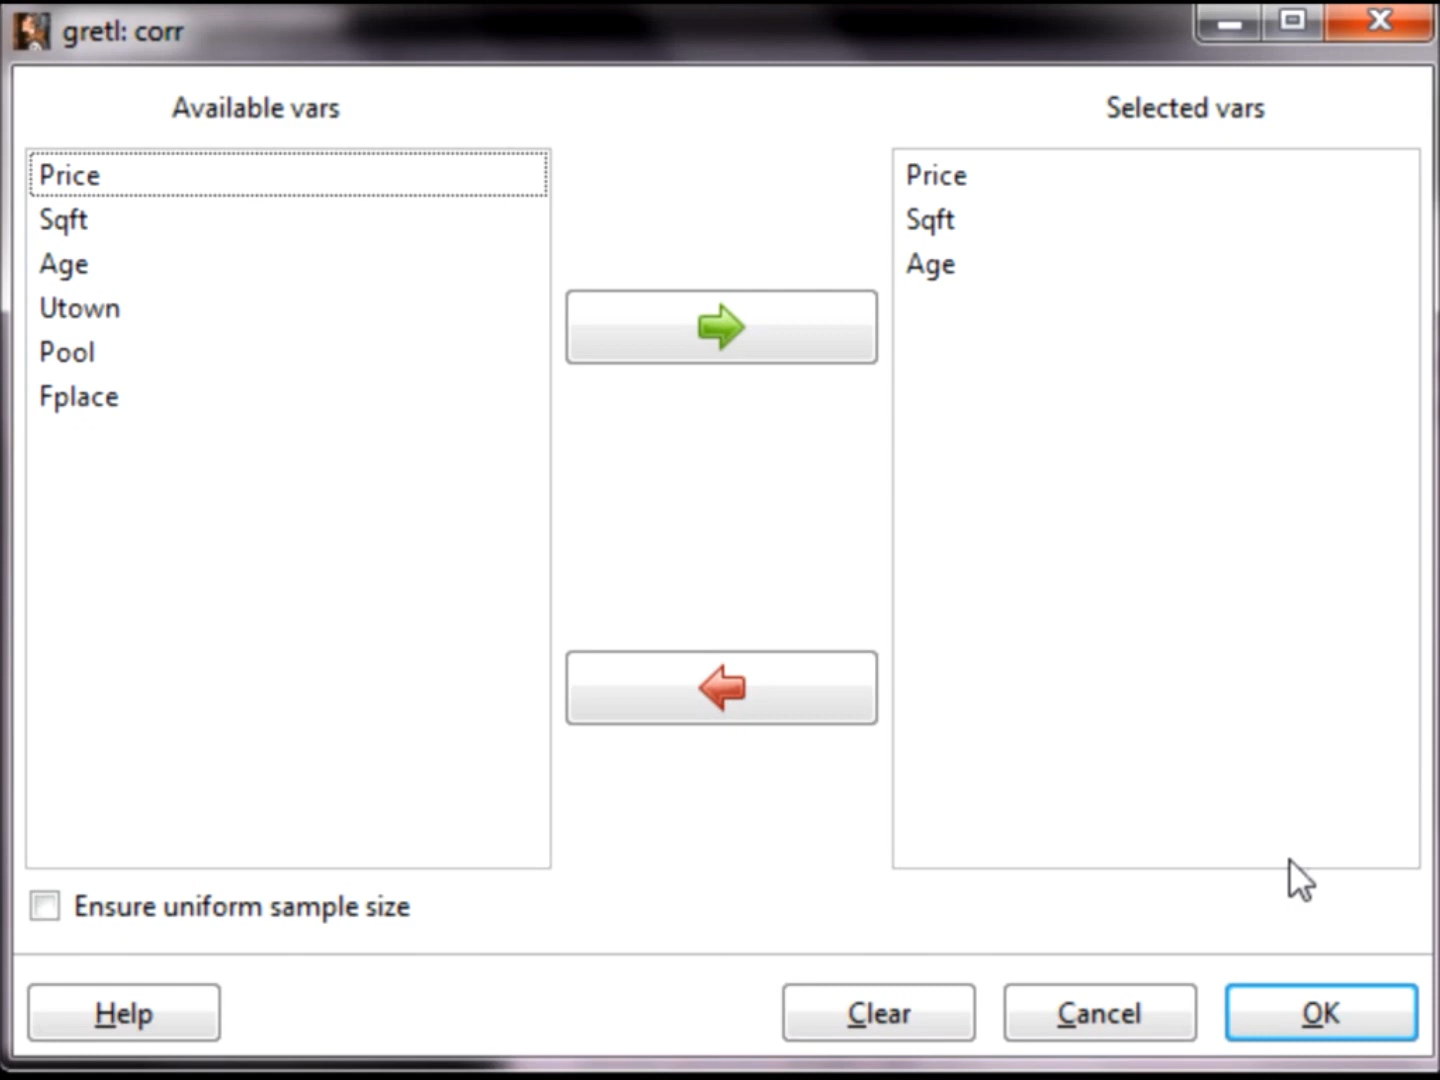 gretl: corr
Available vars
Price
Sqft
Age
Utown
Pool
Fplace
Selected vars
Price
Sqft
Age
Ensure uniform sample size
Help
Clear
Cancel
OK